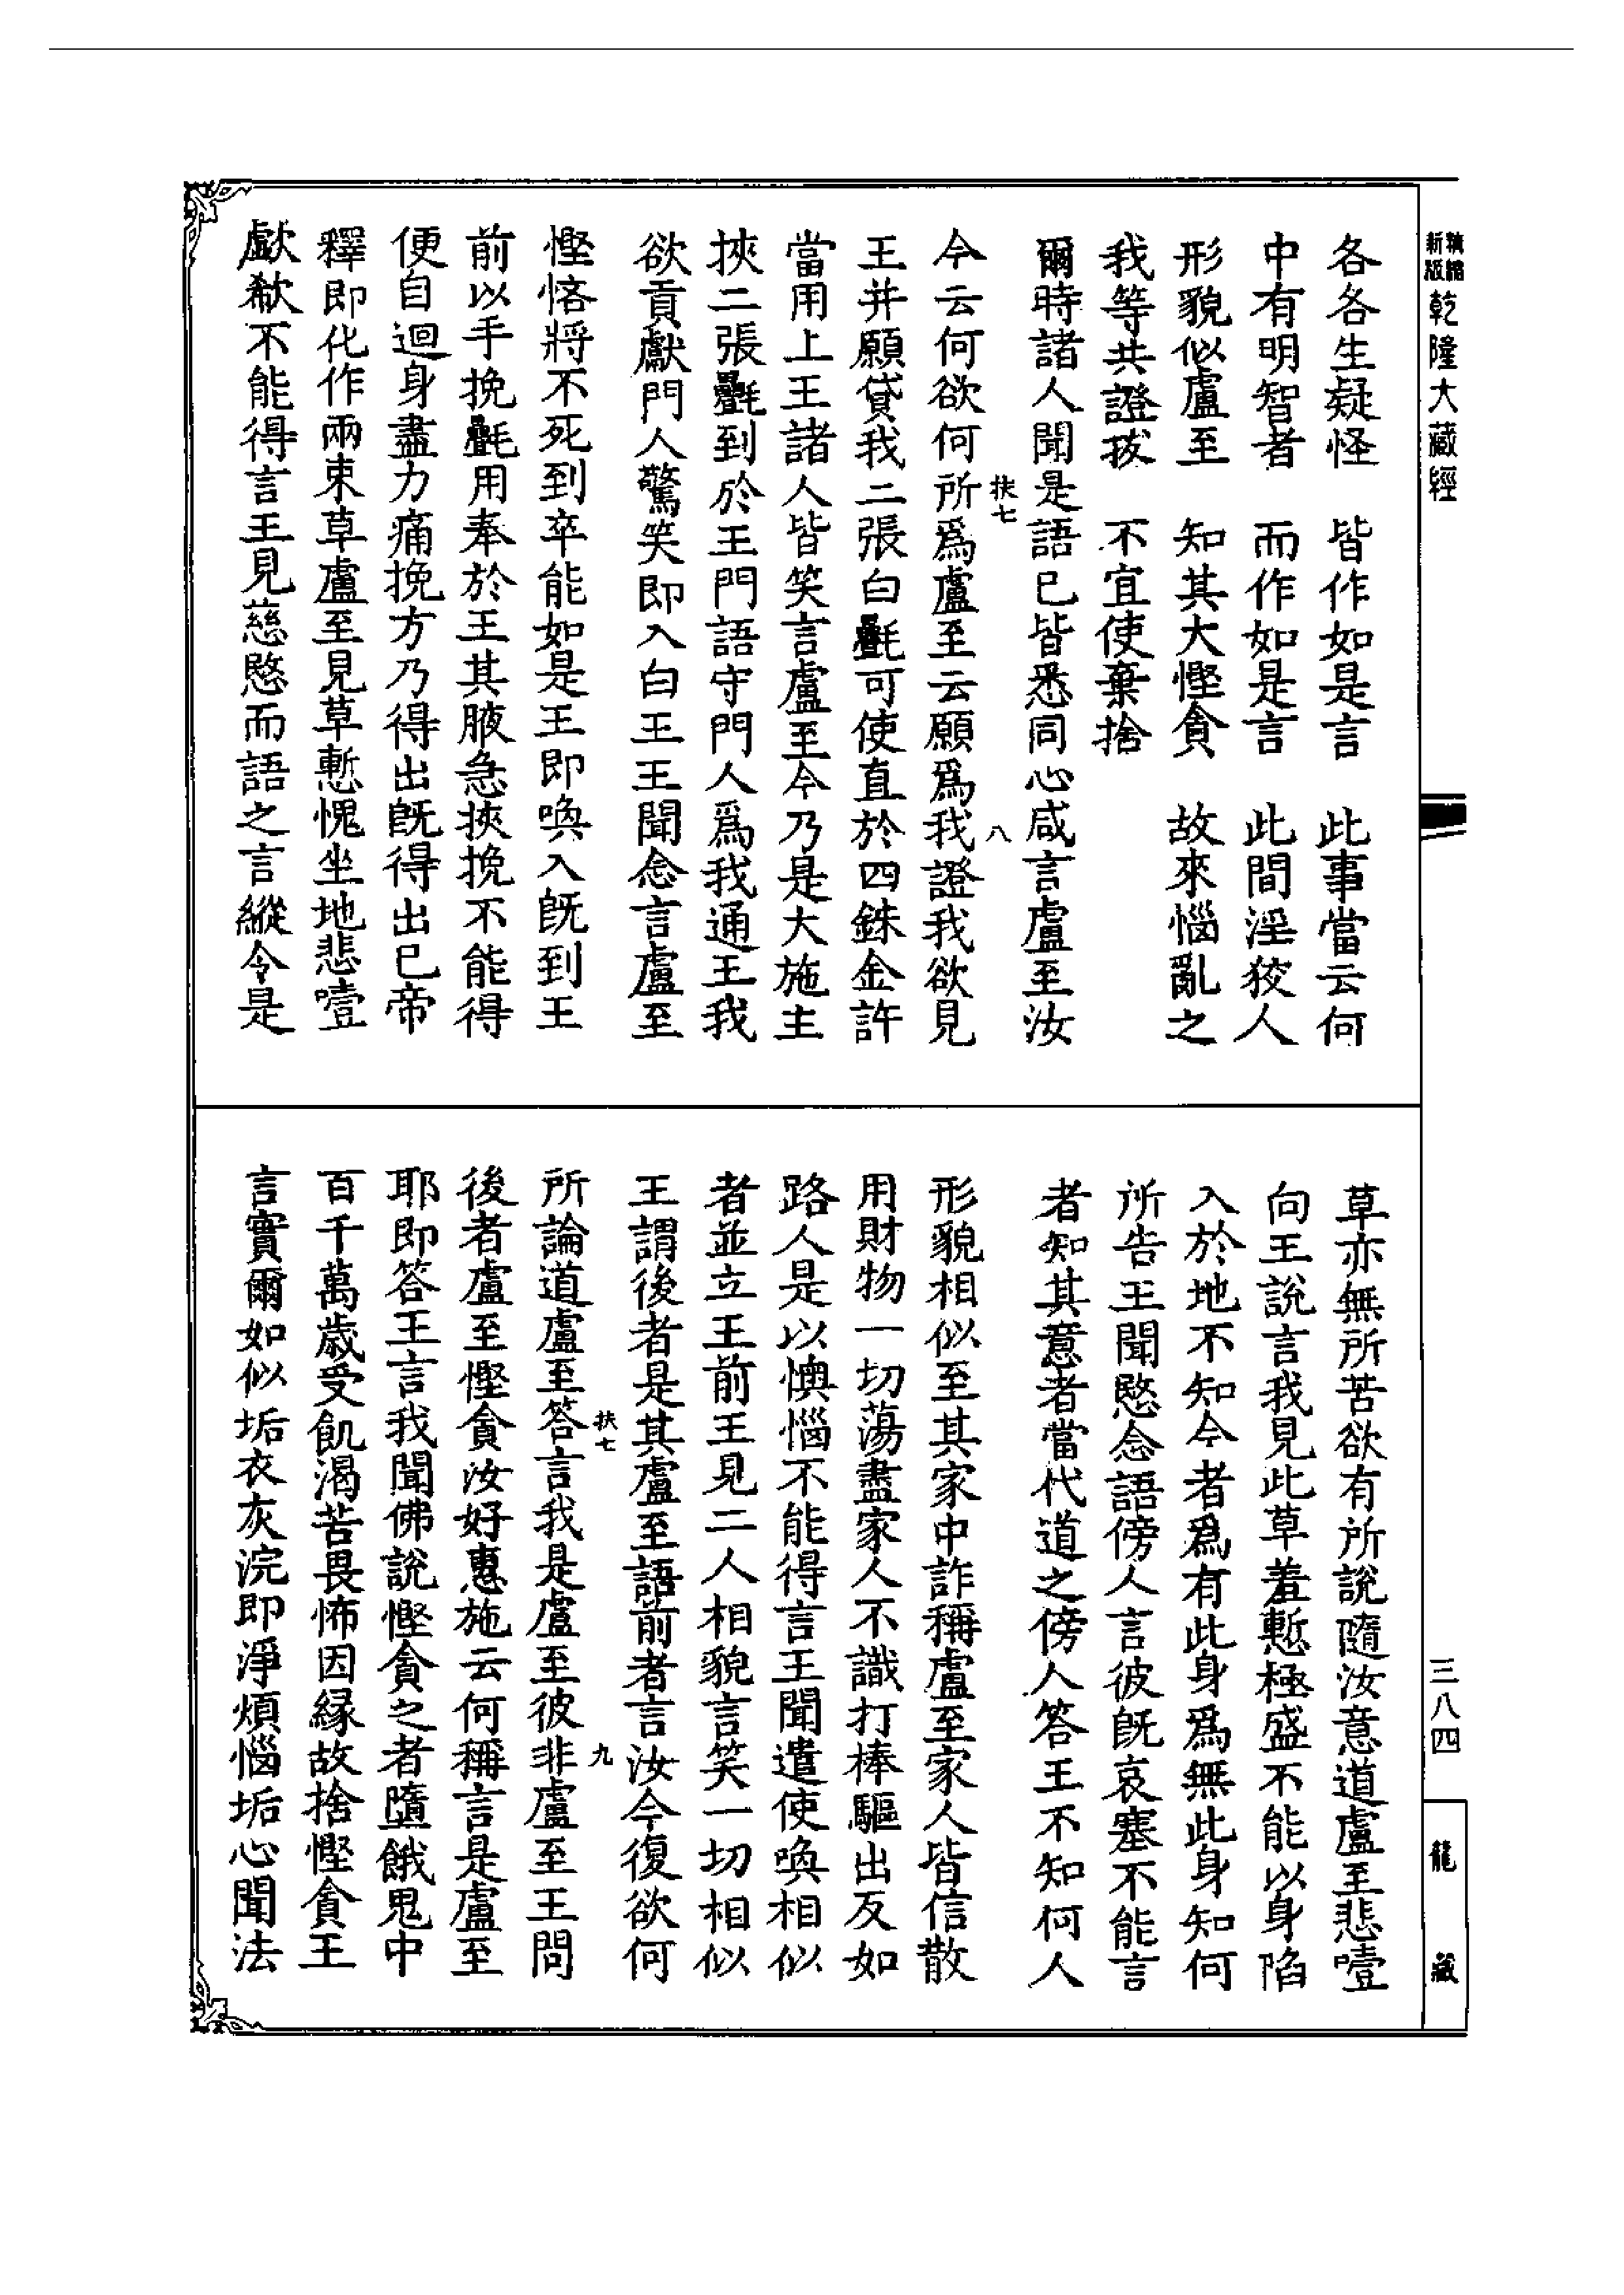 精縮新版乾隆大藏經
各各生疑怪　皆作如是言　此事當云何
中有明智者　而作如是言　此間淫狡人
形貌似盧至　知其大慳貪　故來惱亂之
我等共證拔　不宜使棄捨
爾時諸人聞是語已皆悉同心咸言盧至汝
扶七　八
今云何欲何所爲盧至云願爲我證我欲見
王并願貸我二張白㲲可使直於四銖金許
當用上王諸人皆笑言盧至今乃是大施主
挾二張㲲到於王門語守門人爲我通王我
欲貢獻門人驚笑即入白王王聞念言盧至
慳悋將不死到卒能如是王即喚入既到王
前以手挽㲲用奉於王其腋急挾挽不能得
便自迴身盡力痛挽方乃得出既得出已帝
釋即化作兩束草盧至見草慙愧坐地悲噎
歔欷不能得言王見慈愍而語之言縱令是
草亦無所苦欲有所說隨汝意道盧至悲噎
向王說言我見此草羞慙極盛不能以身陷
入於地不知今者爲有此身爲無此身知何
所告王聞愍念語傍人言彼既哀塞不能言
者知其意者當代道之傍人答王不知何人
形貌相似至其家中詐稱盧至家人皆信散
用財物一切蕩盡家人不識打棒驅出反如
路人是以懊惱不能得言王聞遣使喚相似
者並立王前王見二人相貌言笑一切相似
王謂後者是其盧至語前者言汝今復欲何
扶七　九
所論道盧至答言我是盧至彼非盧至王問
後者盧至慳貪汝好惠施云何稱言是盧至
耶即答王言我聞佛說慳貪之者墮餓鬼中
百千萬歲受飢渴苦畏怖因緣故捨慳貪王
言實爾如似垢衣灰浣即淨煩惱垢心聞法
三八四
龍藏